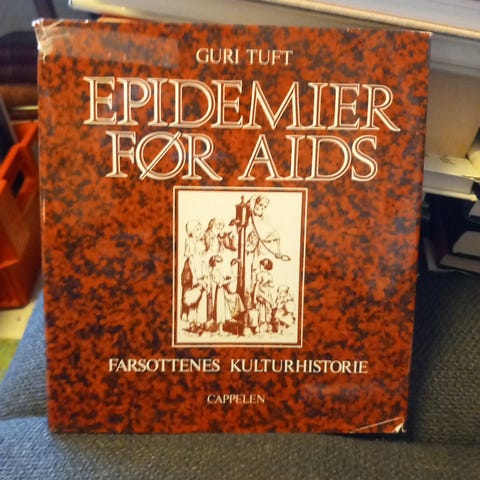 GURI TUFT
EPIDEMIER
FØR AIDS
FARSOTTENES KULTURHISTORIE
CAPPELEN